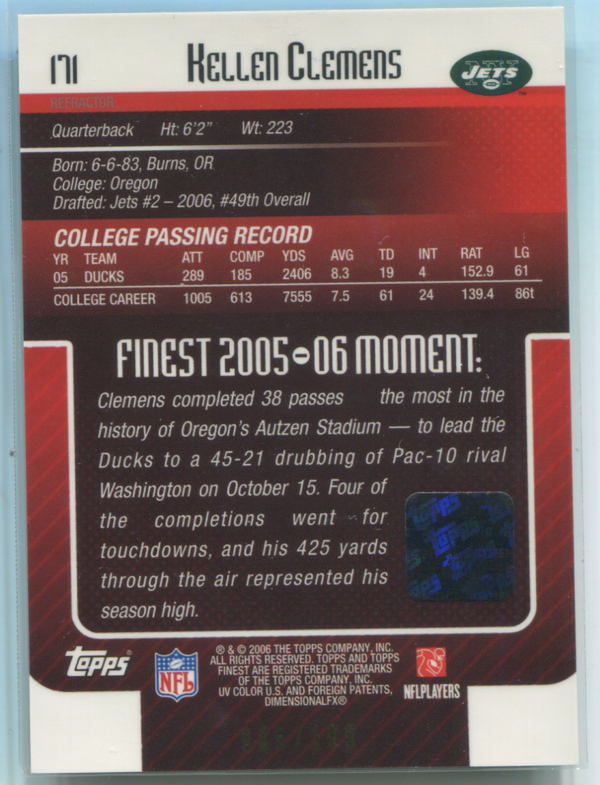 171
KELLEN CLEMENS
JETS
REFRACTOR
Quarterback Ht: 6'2" Wt: 223
Born: 6-6-83, Burns, OR
College: Oregon
Drafted: Jets #2 – 2006, #49th Overall
COLLEGE PASSING RECORD
YR TEAM ATT COMP YDS AVG TD INT RAT LG
05 DUCKS 289 185 2406 8.3 19 4 152.9 61
COLLEGE CAREER 1005 613 7555 7.5 61 24 139.4 86t
FINEST 2005-06 MOMENT:
Clemens completed 38 passes the most in the
history of Oregon's Autzen Stadium — to lead the
Ducks to a 45-21 drubbing of Pac-10 rival
Washington on October 15. Four of
the completions went for
touchdowns, and his 425 yards
through the air represented his
season high.
Topps
TOPPS
NFL
® & © 2006 THE TOPPS COMPANY, INC.
ALL RIGHTS RESERVED. TOPPS AND TOPPS
FINEST ARE REGISTERED TRADEMARKS
OF THE TOPPS COMPANY, INC.
UV COLOR U.S. AND FOREIGN PATENTS,
DIMENSIONALFX®
NFLPLAYERS